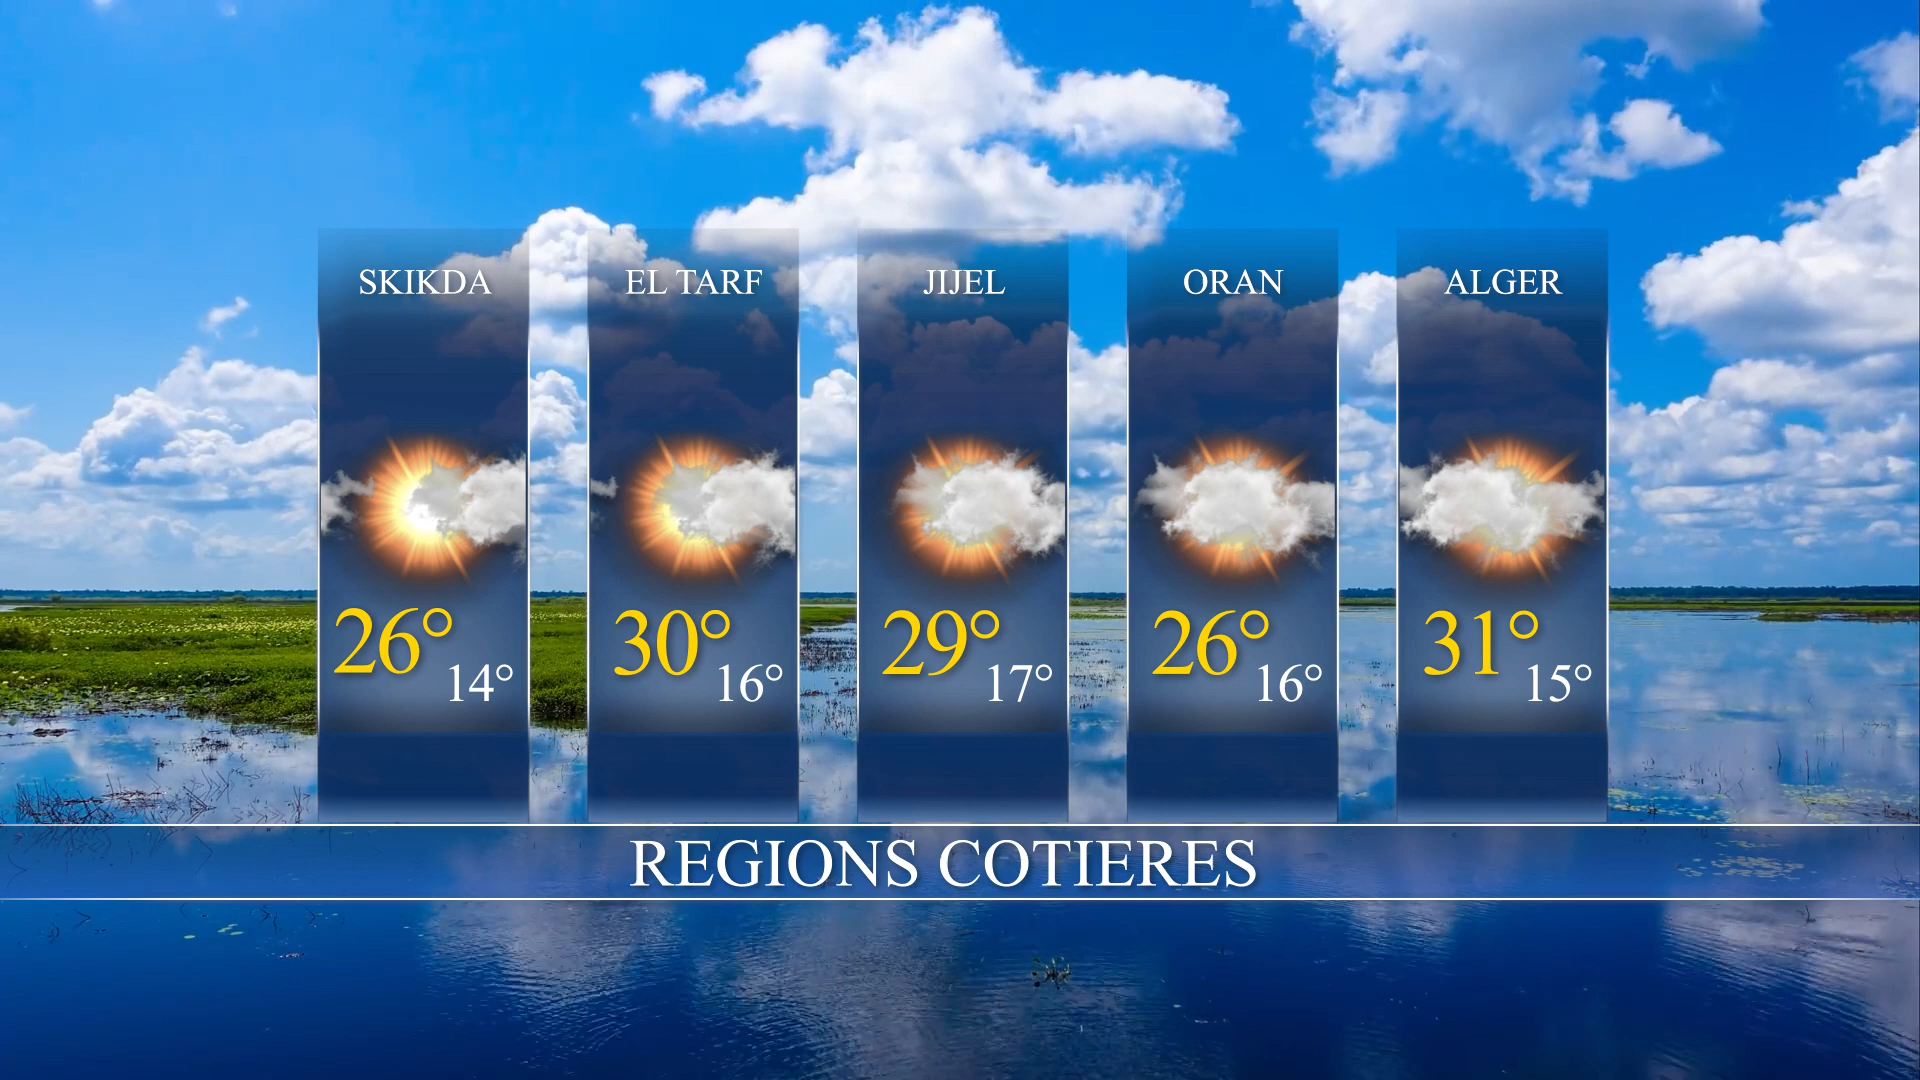 SKIKDA
26°
14°
EL TARF
30°
16°
JIJEL
29°
17°
ORAN
26°
16°
ALGER
31°
15°
REGIONS COTIERES